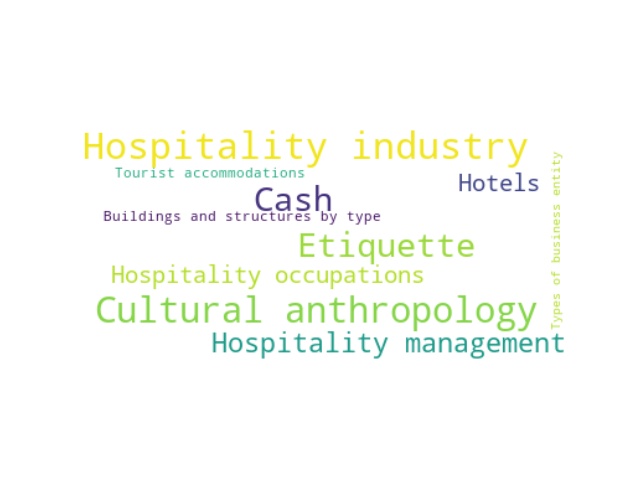 Hospitality industry
Tourist accommodations
Hotels
Cash
Buildings and structures by type
Etiquette
Hospitality occupations
Cultural anthropology
Hospitality management
Types of business entity